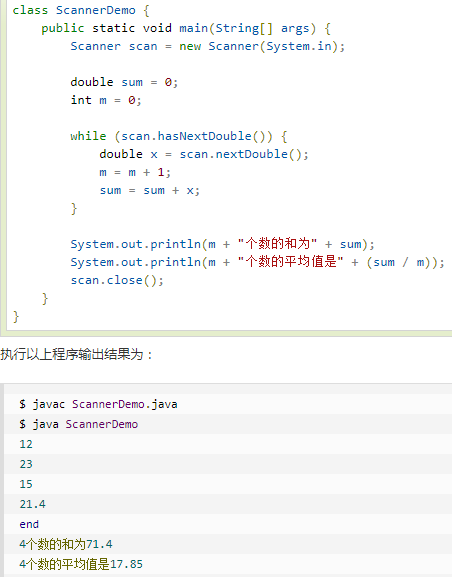 class ScannerDemo {
    public static void main(String[] args) {
        Scanner scan = new Scanner(System.in);

        double sum = 0;
        int m = 0;

        while (scan.hasNextDouble()) {
            double x = scan.nextDouble();
            m = m + 1;
            sum = sum + x;
        }

        System.out.println(m + "个数的和为" + sum);
        System.out.println(m + "个数的平均值是" + (sum / m));
        scan.close();
    }
}
执行以上程序输出结果为：
$ javac ScannerDemo.java
$ java ScannerDemo
12
23
15
21.4
end
4个数的和为71.4
4个数的平均值是17.85